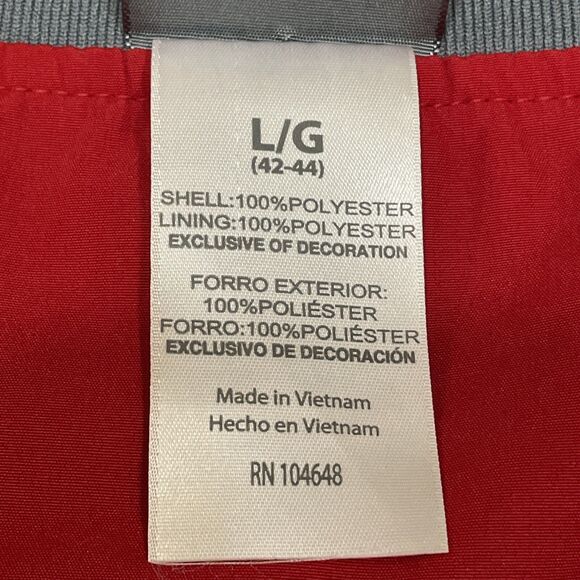 L/G
(42-44)
SHELL:100%POLYESTER
LINING:100%POLYESTER
EXCLUSIVE OF DECORATION
FORRO EXTERIOR:
100%POLIÉSTER
FORRO:100%POLIÉSTER
EXCLUSIVO DE DECORACIÓN
Made in Vietnam
Hecho en Vietnam
RN 104648